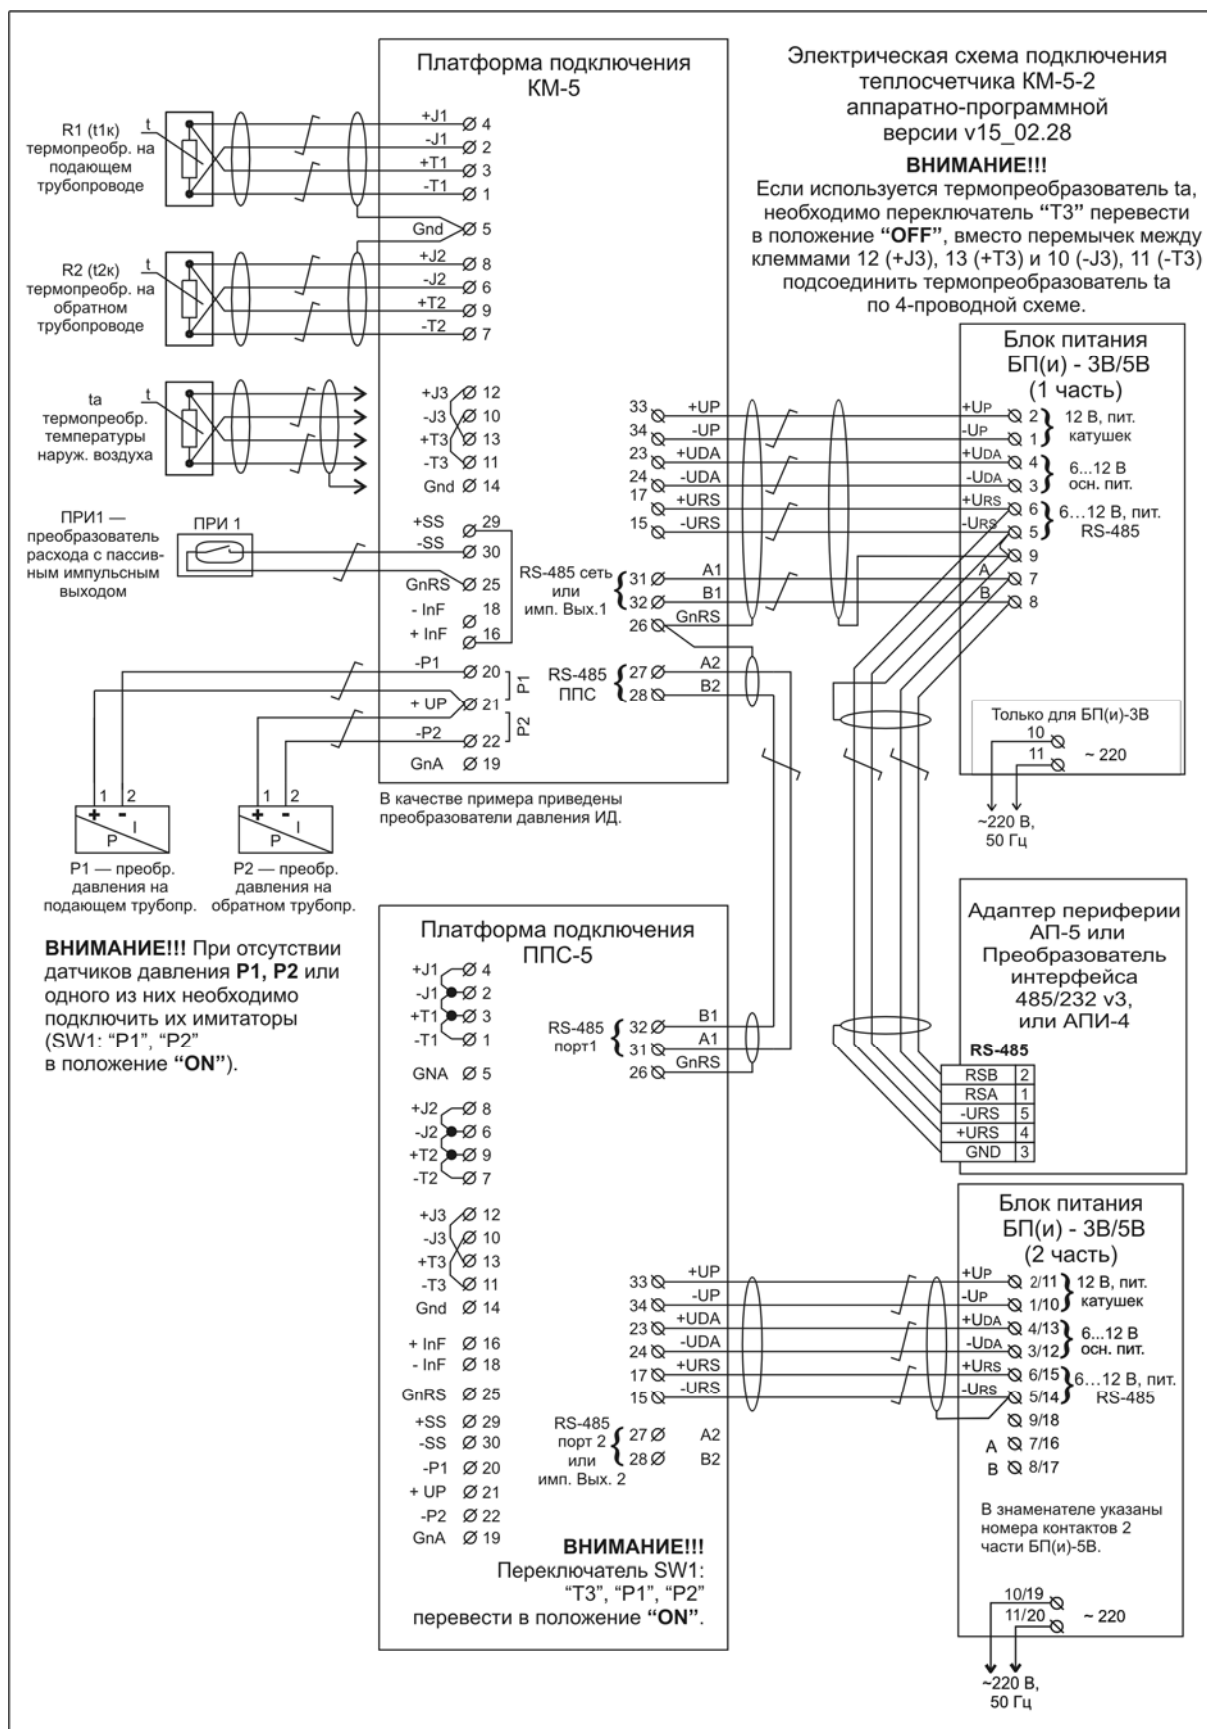 Платформа подключения
КМ-5
Электрическая схема подключения
теплосчетчика КМ-5-2
аппаратно-программной
версии v15_02.28
ВНИМАНИЕ!!!
Если используется термопреобразователь ta,
необходимо переключатель “Т3” перевести
в положение “OFF”, вместо перемычек между
клеммами 12 (+J3), 13 (+T3) и 10 (-J3), 11 (-T3)
подсоединить термопреобразователь ta
по 4-проводной схеме.
R1 (t1к)
термопреобр. на
подающем
трубопроводе
t
+J1 4
-J1 2
+T1 3
-T1 1
Gnd 5
R2 (t2к)
термопреобр. на
обратном
трубопроводе
t
+J2 8
-J2 6
+T2 9
-T2 7
ta
термопреобр.
температуры
наруж. воздуха
t
+J3 12
-J3 10
+T3 13
-T3 11
Gnd 14
ПРИ1 —
преобразователь
расхода с пассив-
ным импульсным
выходом
ПРИ 1
+SS 29
-SS 30
GnRS 25
- InF 18
+ InF 16
-P1 20
+ UP 21
-P2 22
GnA 19
P1
P2
33 +UP
34 -UP
23 +UDA
24 -UDA
17 +URS
15 -URS
RS-485 сеть
или
имп. Вых.1
31 A1
32 B1
26 GnRS
RS-485
ППС
27 A2
28 B2
Блок питания
БП(и) - 3В/5В
(1 часть)
+UP 2
-UP 1
12 В, пит.
катушек
+UDA 4
-UDA 3
6...12 В
осн. пит.
+URS 6
-URS 5
6...12 В, пит.
RS-485
9
A 7
B 8
Только для БП(и)-3В
10
11
~ 220
~220 В,
50 Гц
1 2
+ -
I
P
P1 — преобр.
давления на
подающем трубопр.
1 2
+ -
I
P
P2 — преобр.
давления на
обратном трубопр.
В качестве примера приведены
преобразователи давления ИД.
ВНИМАНИЕ!!! При отсутствии
датчиков давления P1, P2 или
одного из них необходимо
подключить их имитаторы
(SW1: “P1”, “P2”
в положение “ON”).
Платформа подключения
ППС-5
+J1 4
-J1 2
+T1 3
-T1 1
GNA 5
+J2 8
-J2 6
+T2 9
-T2 7
+J3 12
-J3 10
+T3 13
-T3 11
Gnd 14
+ InF 16
- InF 18
GnRS 25
+SS 29
-SS 30
-P1 20
+ UP 21
-P2 22
GnA 19
RS-485
порт1
32 B1
31 A1
26 GnRS
33 +UP
34 -UP
23 +UDA
24 -UDA
17 +URS
15 -URS
RS-485
порт 2
или
имп. Вых. 2
27 A2
28 B2
ВНИМАНИЕ!!!
Переключатель SW1:
“T3”, “P1”, “P2”
перевести в положение “ON”.
Адаптер периферии
АП-5 или
Преобразователь
интерфейса
485/232 v3,
или АПИ-4
RS-485
RSB 2
RSA 1
-URS 5
+URS 4
GND 3
Блок питания
БП(и) - 3В/5В
(2 часть)
+UP 2/11
-UP 1/10
12 В, пит.
катушек
+UDA 4/13
-UDA 3/12
6...12 В
осн. пит.
+URS 6/15
-URS 5/14
6...12 В, пит.
RS-485
9/18
A 7/16
B 8/17
В знаменателе указаны
номера контактов 2
части БП(и)-5В.
10/19
11/20
~ 220
~220 В,
50 Гц